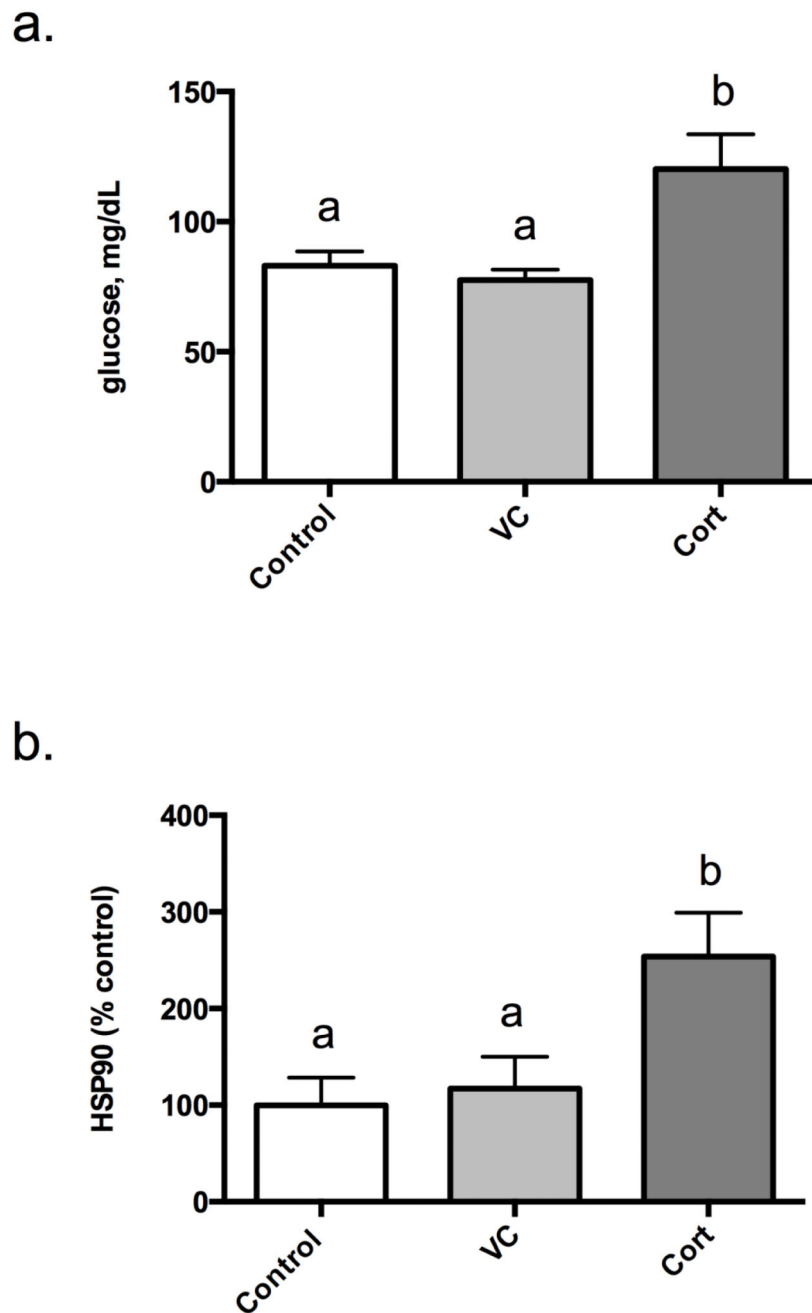 a.
150
100
50
0
glucose, mg/dL
a
a
b
Control
VC
Cort
b.
400
300
200
100
0
HSP90 (% control)
a
a
b
Control
VC
Cort